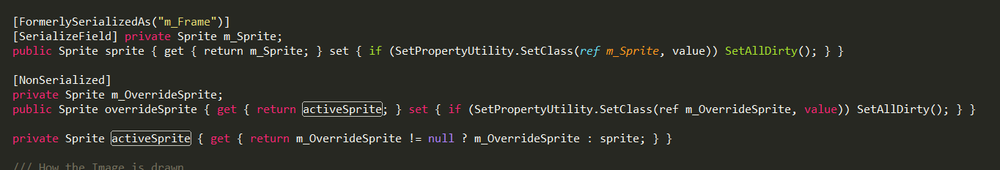 [FormerlySerializedAs("m_Frame")]
[SerializeField] private Sprite m_Sprite;
public Sprite sprite { get { return m_Sprite; } set { if (SetPropertyUtility.SetClass(ref m_Sprite, value)) SetAllDirty(); } }
[NonSerialized]
private Sprite m_OverrideSprite;
public Sprite overrideSprite { get { return activeSprite; } set { if (SetPropertyUtility.SetClass(ref m_OverrideSprite, value)) SetAllDirty(); } }
private Sprite activeSprite { get { return m_OverrideSprite != null ? m_OverrideSprite : sprite; } }
/// How the Image is drawn